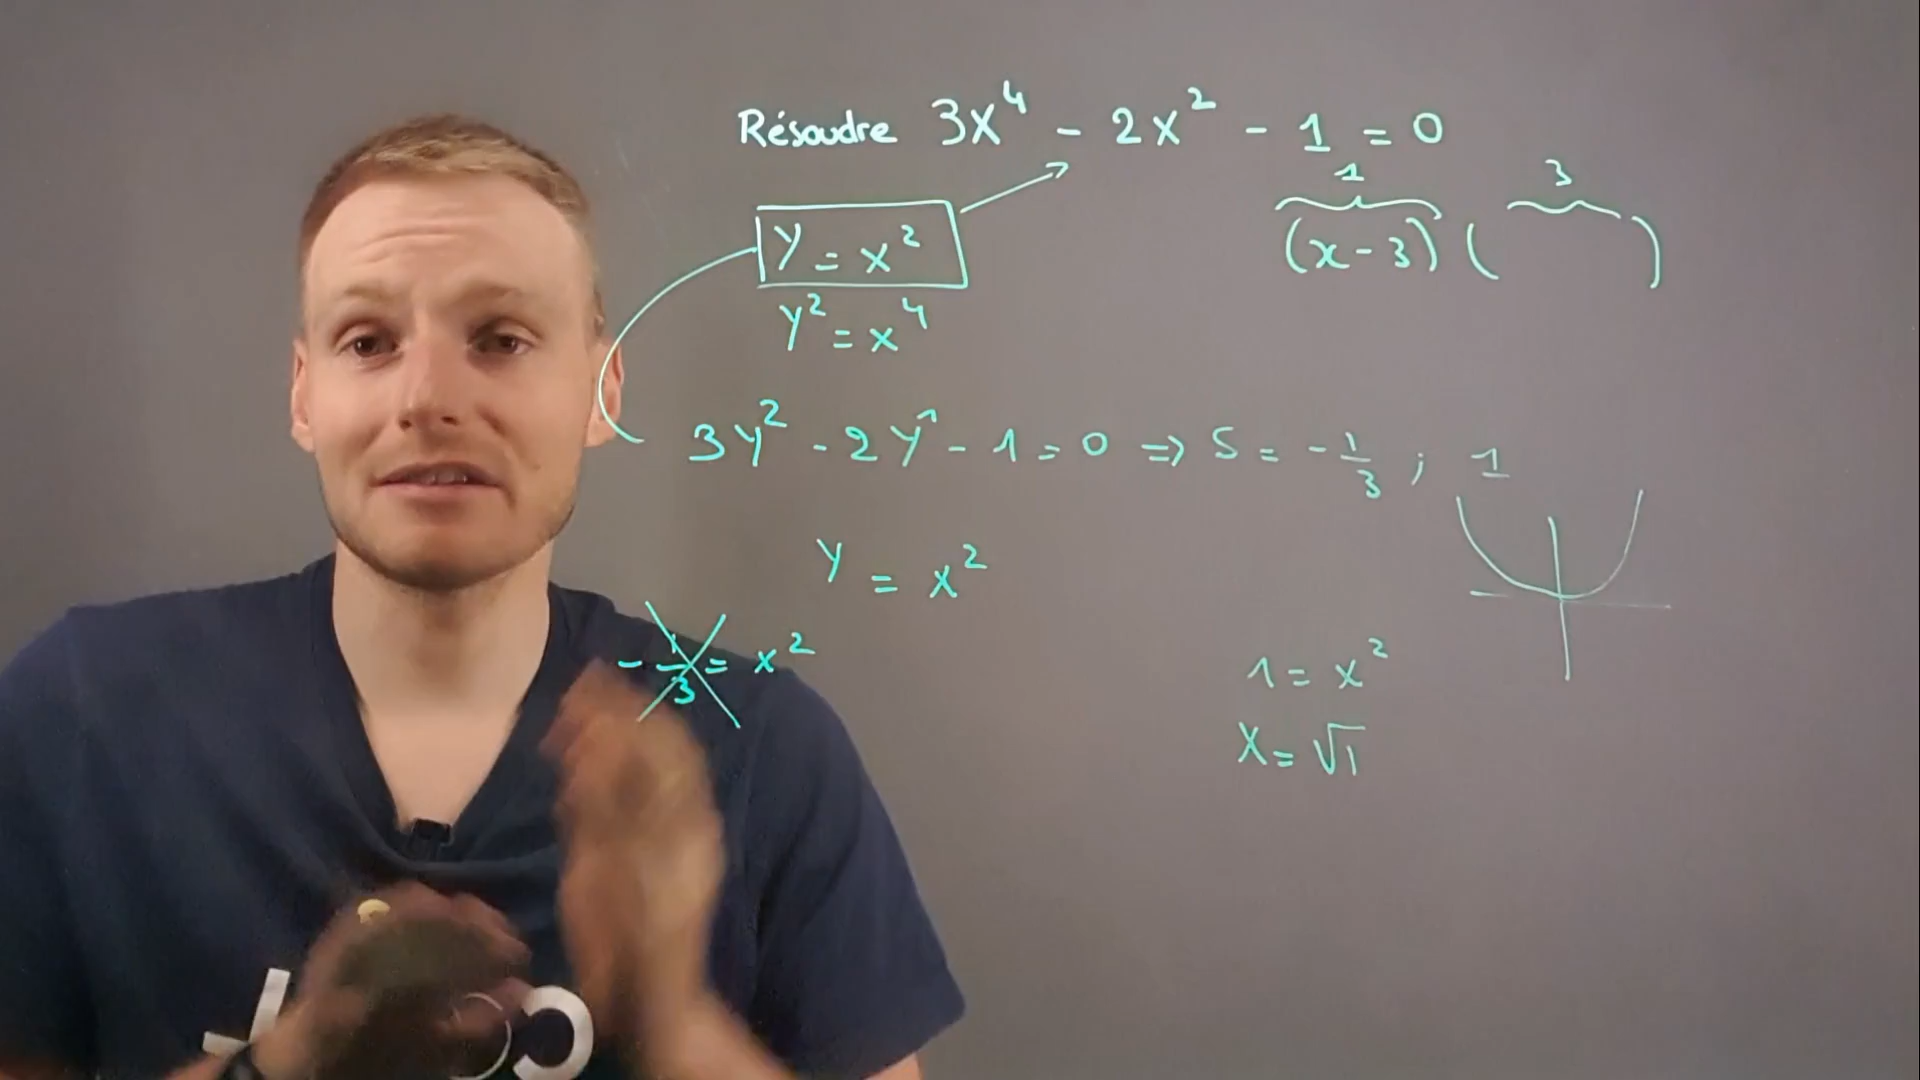 Résoudre 3x⁴ - 2x² - 1 = 0
1 3
(x-3) ( )
y = x²
y² = x⁴
3y² - 2y¹ - 1 = 0 ⇒ S = -1/3 ; 1
y = x²
-1/3 = x²
1 = x²
x = √1